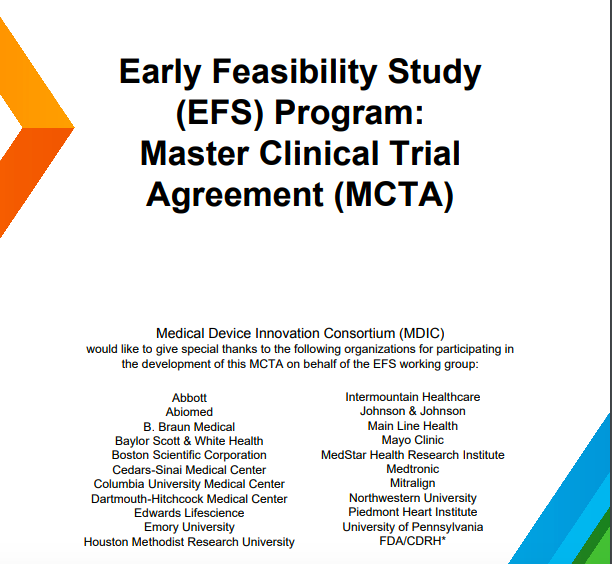 Early Feasibility Study
(EFS) Program:
Master Clinical Trial
Agreement (MCTA)
Medical Device Innovation Consortium (MDIC)
would like to give special thanks to the following organizations for participating in
the development of this MCTA on behalf of the EFS working group:
Abbott
Abiomed
B. Braun Medical
Baylor Scott & White Health
Boston Scientific Corporation
Cedars-Sinai Medical Center
Columbia University Medical Center
Dartmouth-Hitchcock Medical Center
Edwards Lifescience
Emory University
Houston Methodist Research University
Intermountain Healthcare
Johnson & Johnson
Main Line Health
Mayo Clinic
MedStar Health Research Institute
Medtronic
Mitralign
Northwestern University
Piedmont Heart Institute
University of Pennsylvania
FDA/CDRH*